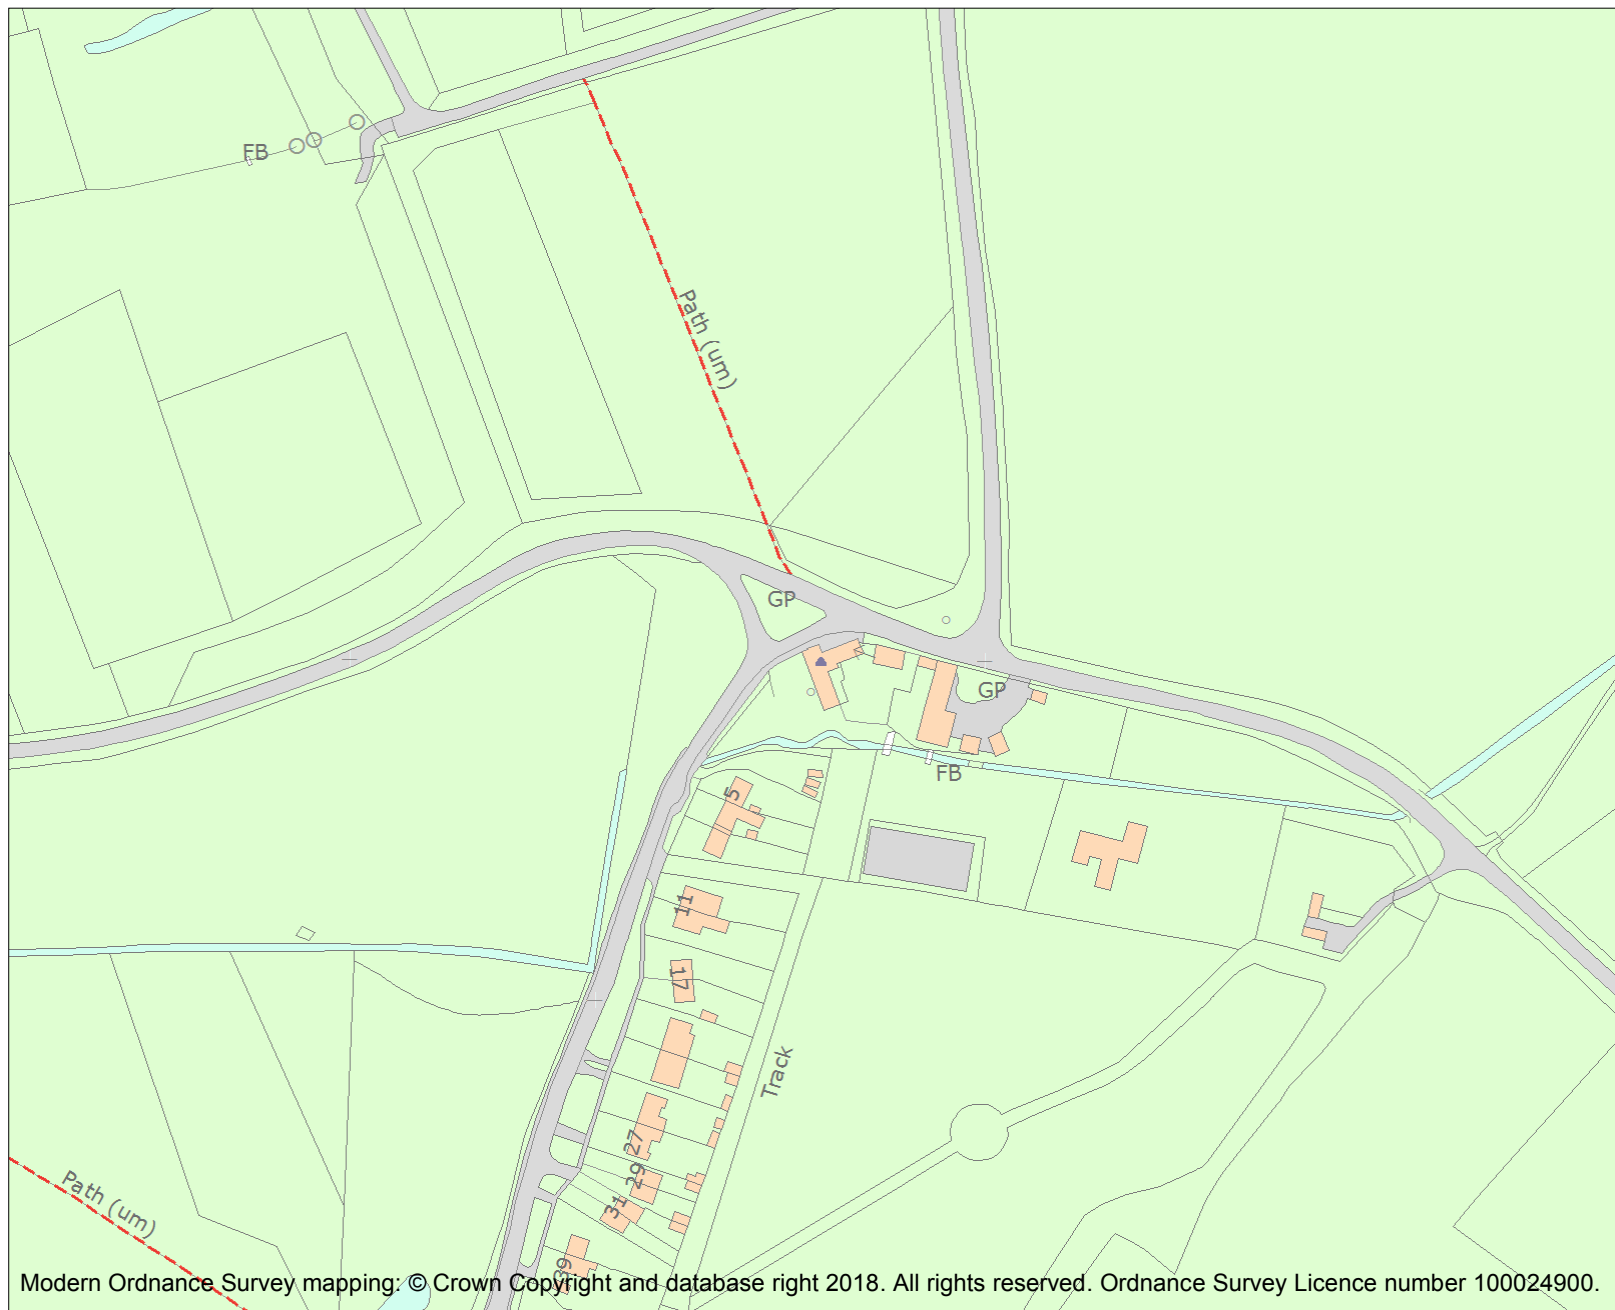 FB
Path (um)
GP
GP
FB
5
11
17
Track
27
29
31
39
Path (um)
Modern Ordnance Survey mapping: © Crown Copyright and database right 2018. All rights reserved. Ordnance Survey Licence number 100024900.